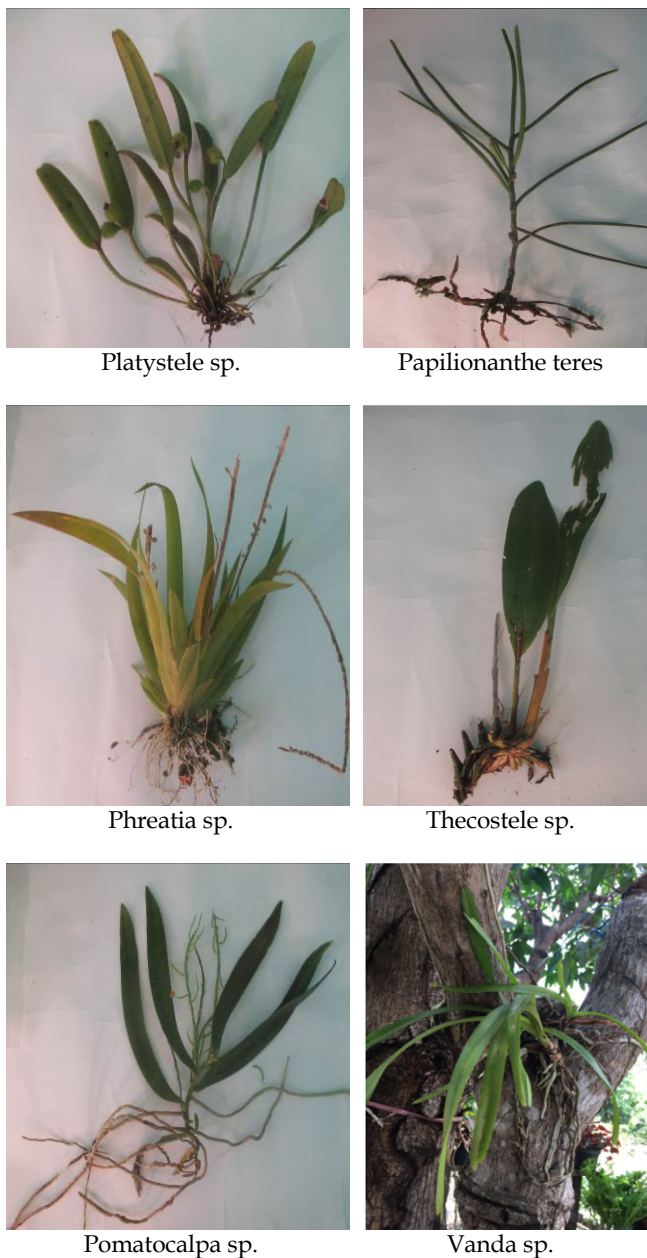 Platystele sp.
Papilionanthe teres
Phreatia sp.
Thecostele sp.
Pomatocalpa sp.
Vanda sp.